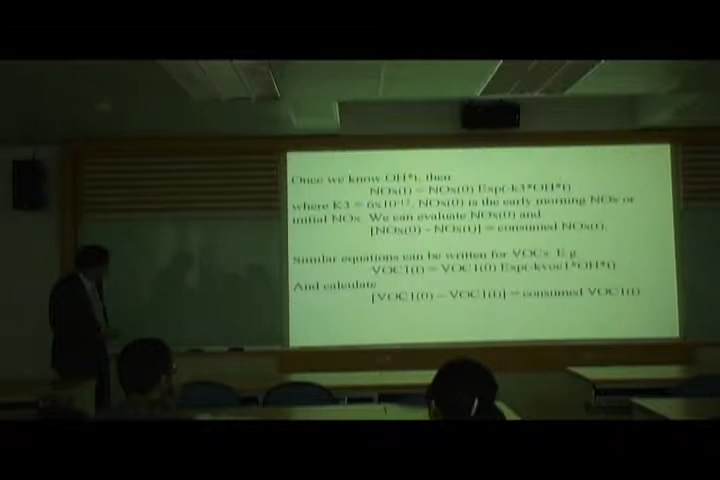 Once we know OH*t, then
NOx(t) = NOx(0) Exp(-k3*OH*t)
where K3 = 6x10⁻¹², NOx(0) is the early morning NOx or
initial NOx. We can evaluate NOx(0) and
[NOx(0) - NOx(t)] = consumed NOx(t).
Similar equations can be written for VOCs. E.g.
VOC1(t) = VOC1(0) Exp(-kvoc1*OH*t)
And calculate
[VOC1(0) – VOC1(t)] = consumed VOC1(t)